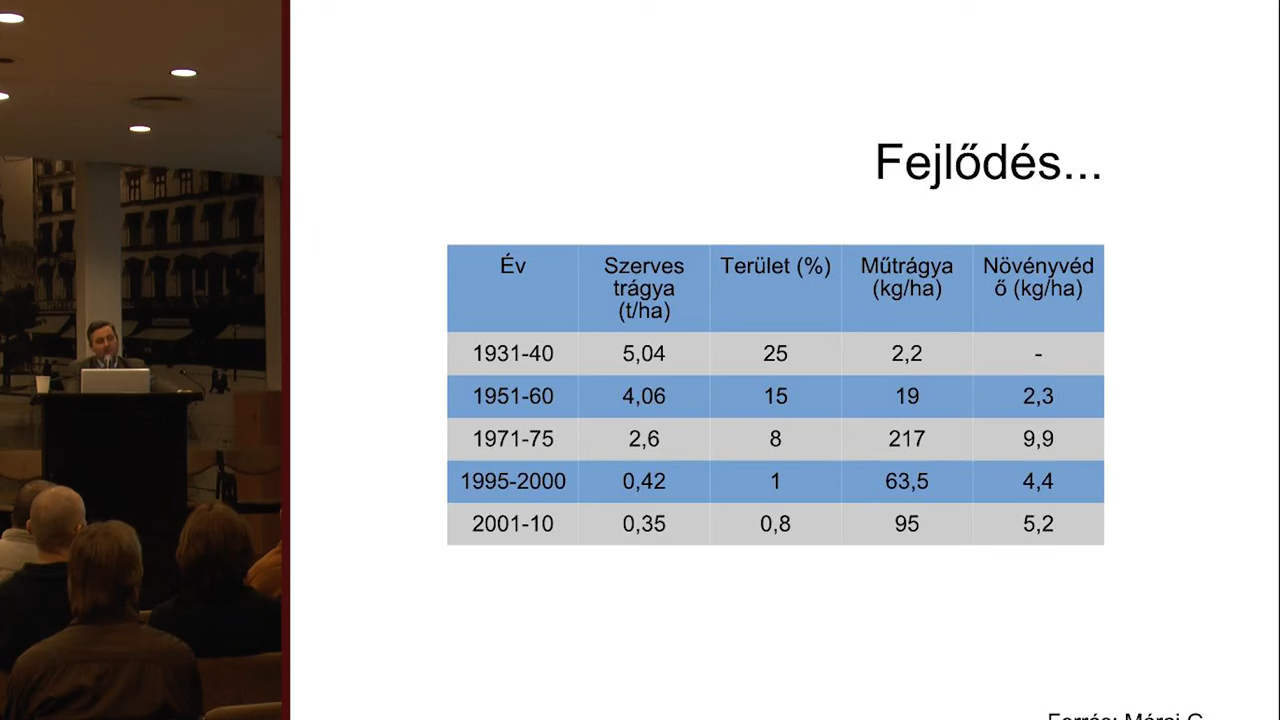 Fejlődés...
Év Szerves trágya (t/ha) Terület (%) Műtrágya (kg/ha) Növényvédő (kg/ha)
1931-40 5,04 25 2,2 -
1951-60 4,06 15 19 2,3
1971-75 2,6 8 217 9,9
1995-2000 0,42 1 63,5 4,4
2001-10 0,35 0,8 95 5,2
Forrás: